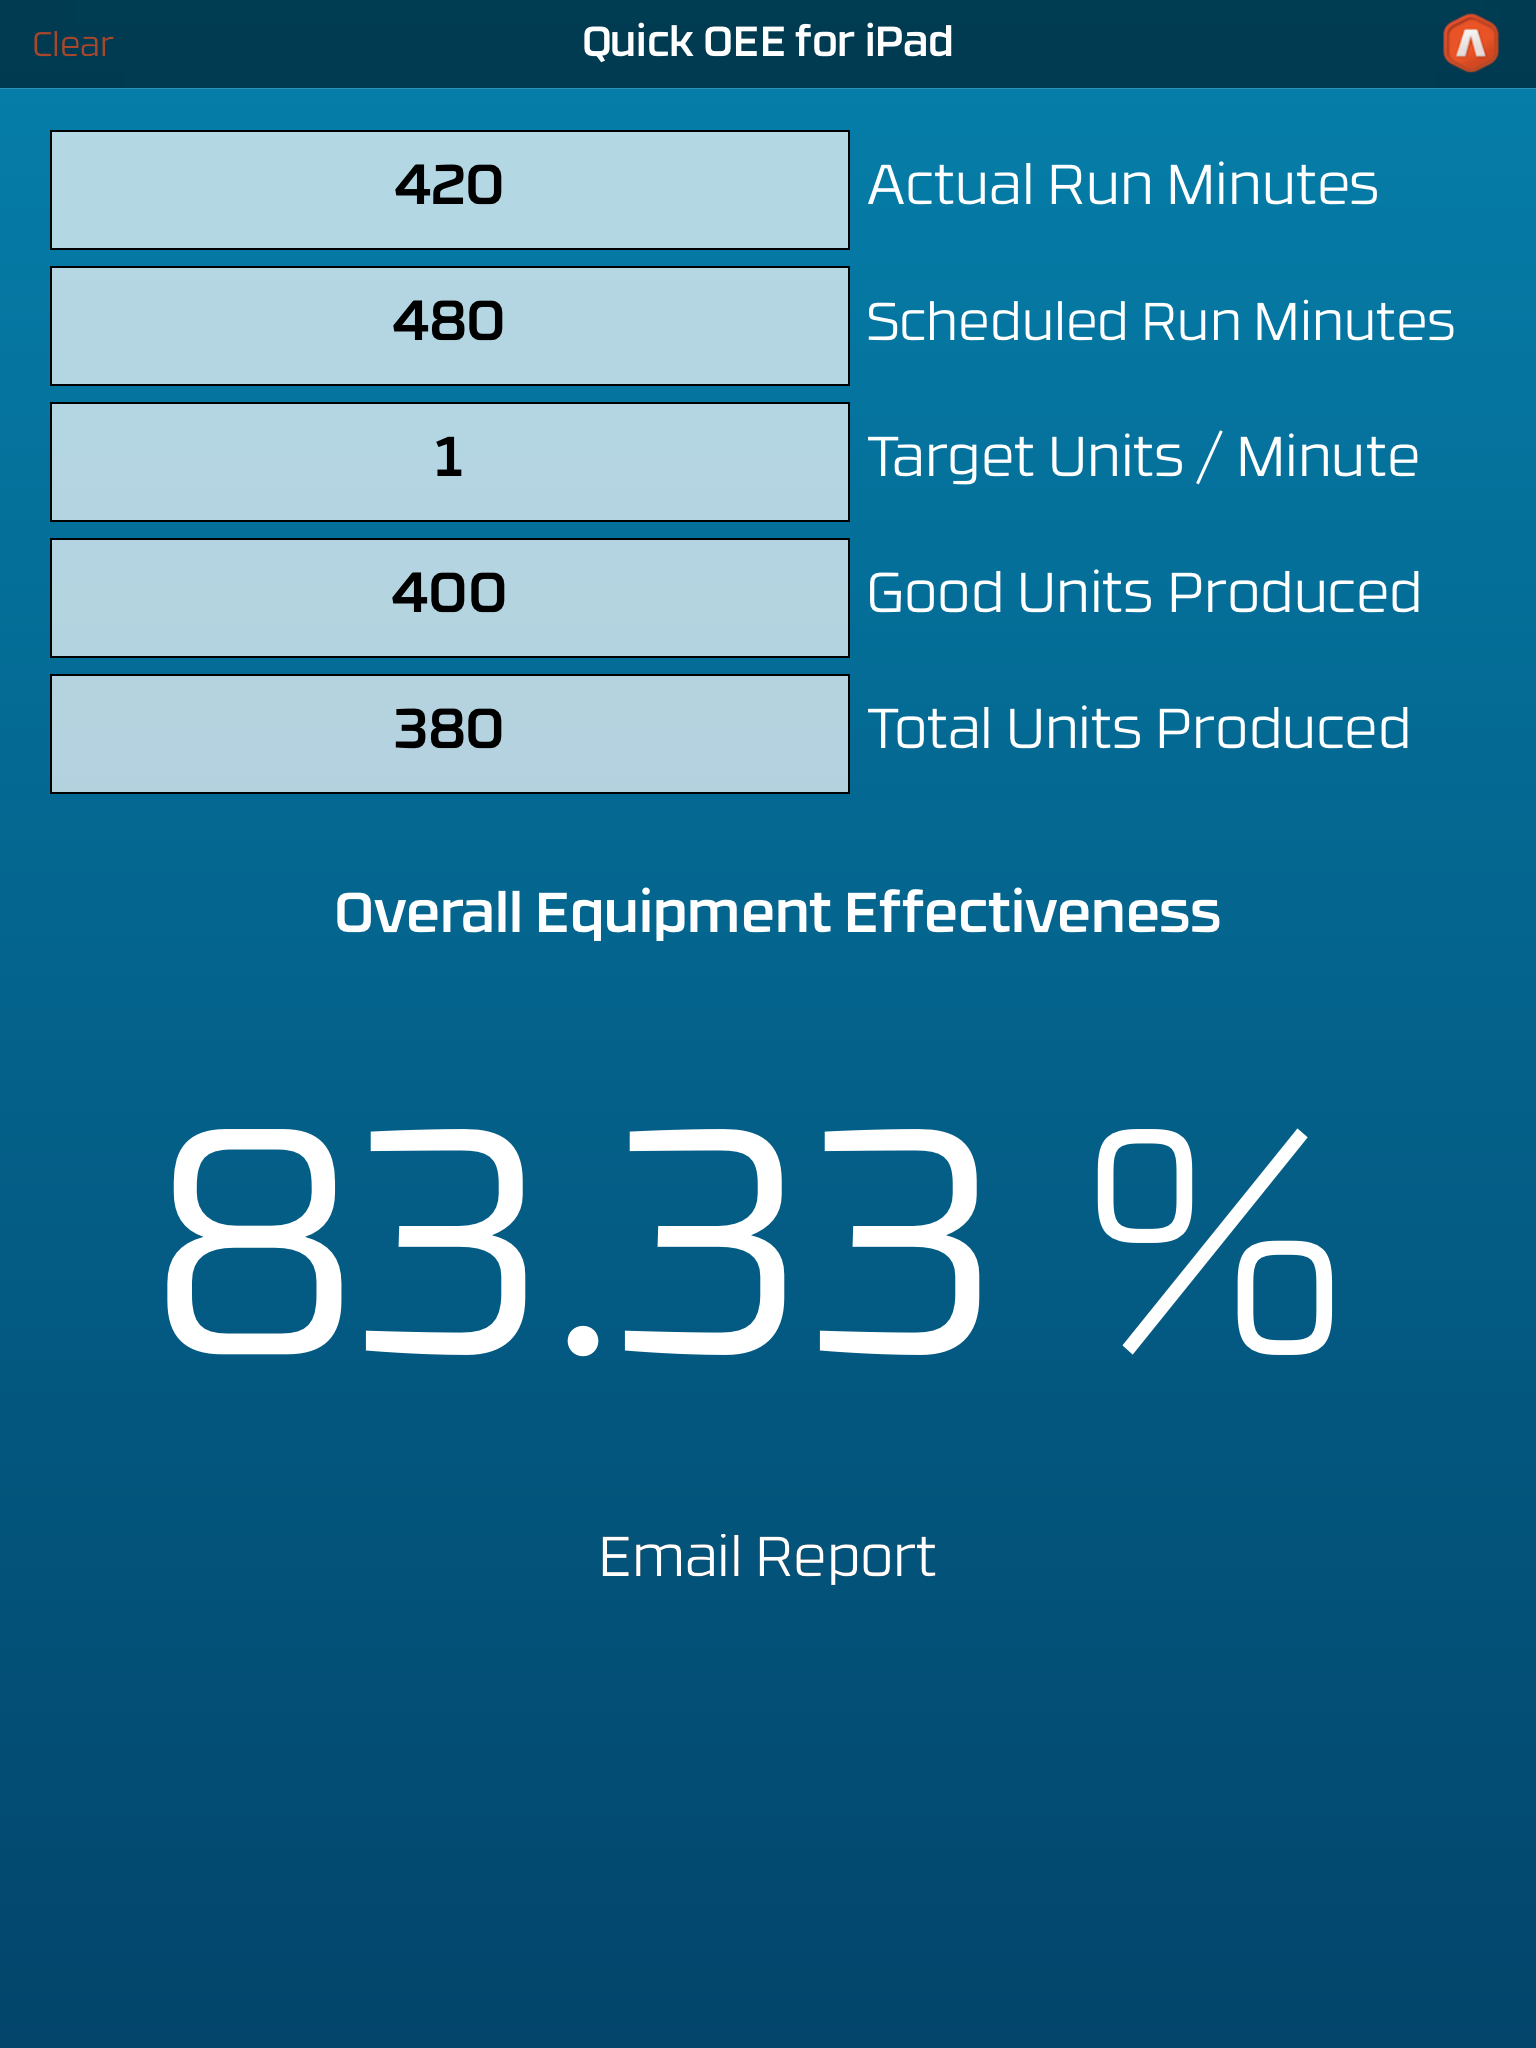 Clear
Quick OEE for iPad
420 Actual Run Minutes
480 Scheduled Run Minutes
1 Target Units / Minute
400 Good Units Produced
380 Total Units Produced
Overall Equipment Effectiveness
83.33 %
Email Report